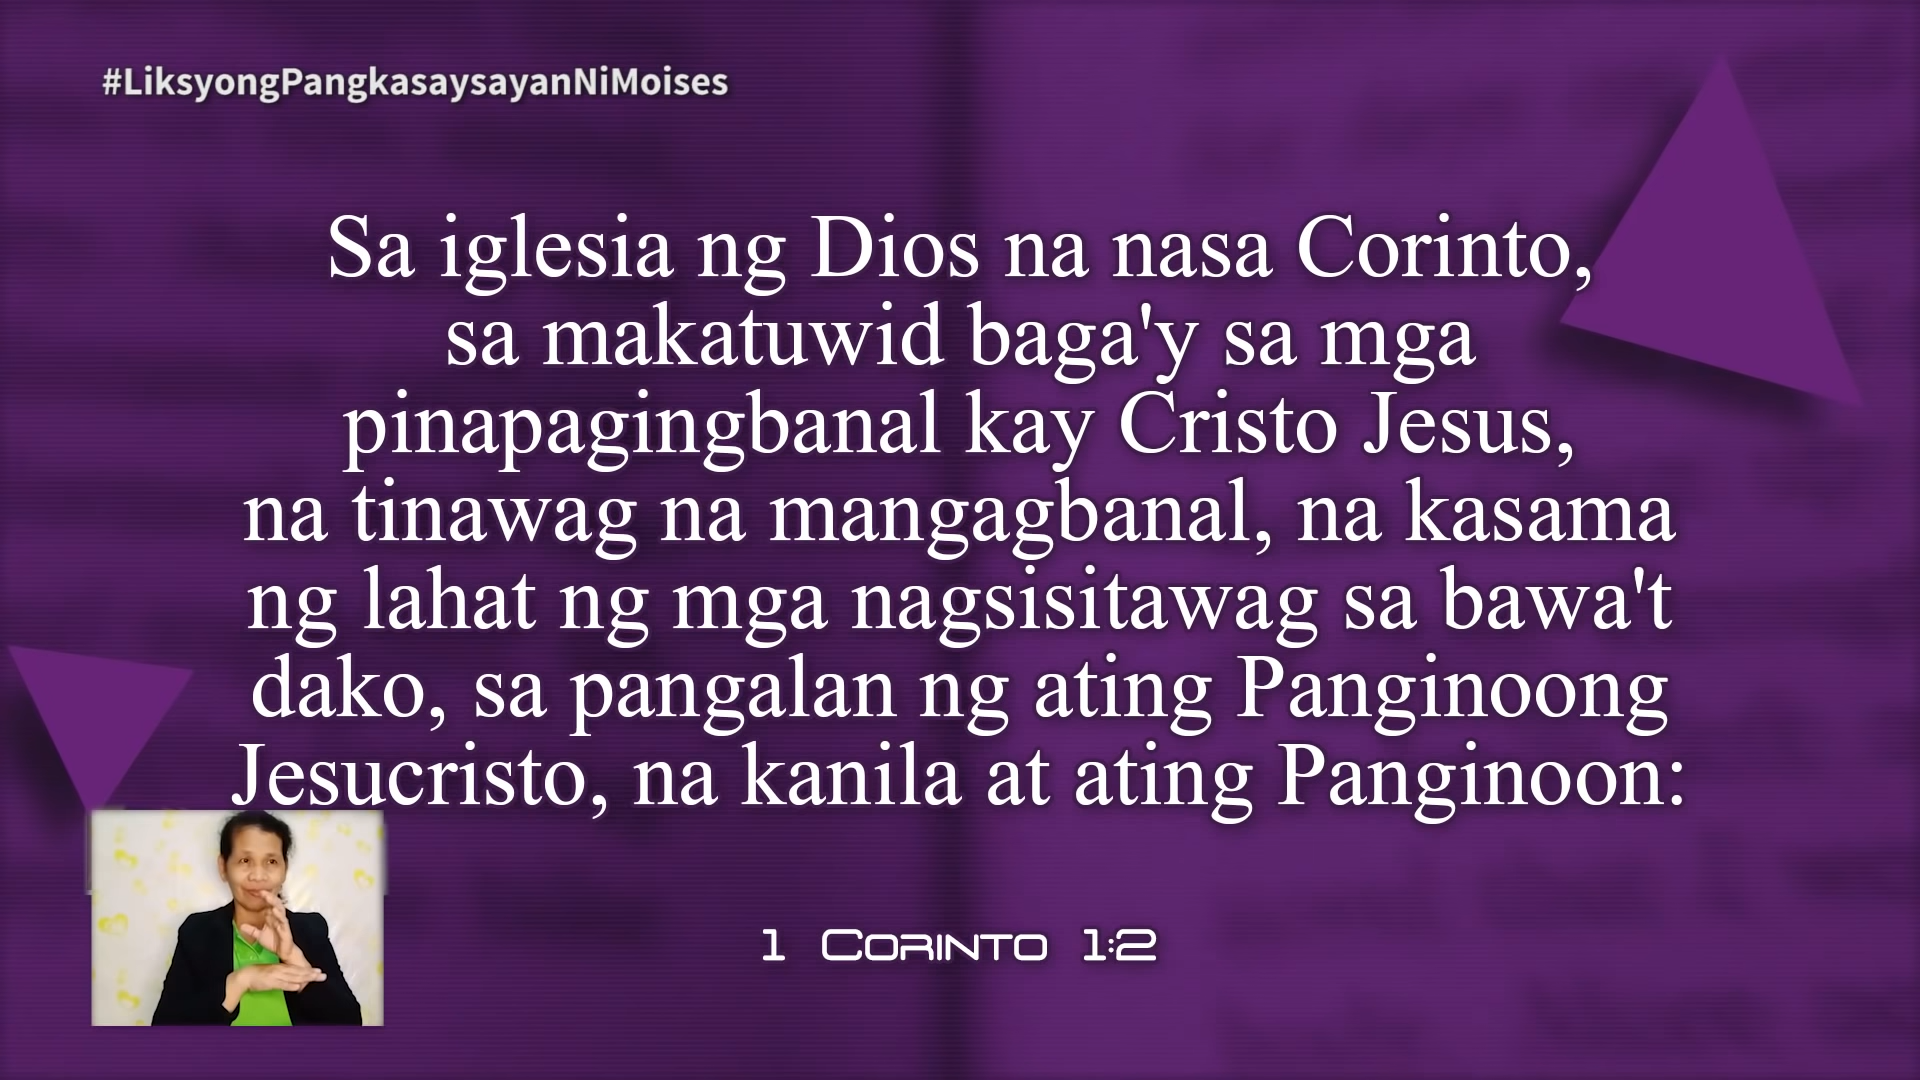 #LiksyongPangkasaysayanNiMoises
Sa iglesia ng Dios na nasa Corinto,
sa makatuwid baga'y sa mga
pinapagingbanal kay Cristo Jesus,
na tinawag na mangagbanal, na kasama
ng lahat ng mga nagsisitawag sa bawa't
dako, sa pangalan ng ating Panginoong
Jesucristo, na kanila at ating Panginoon:
1 Corinto 1:2